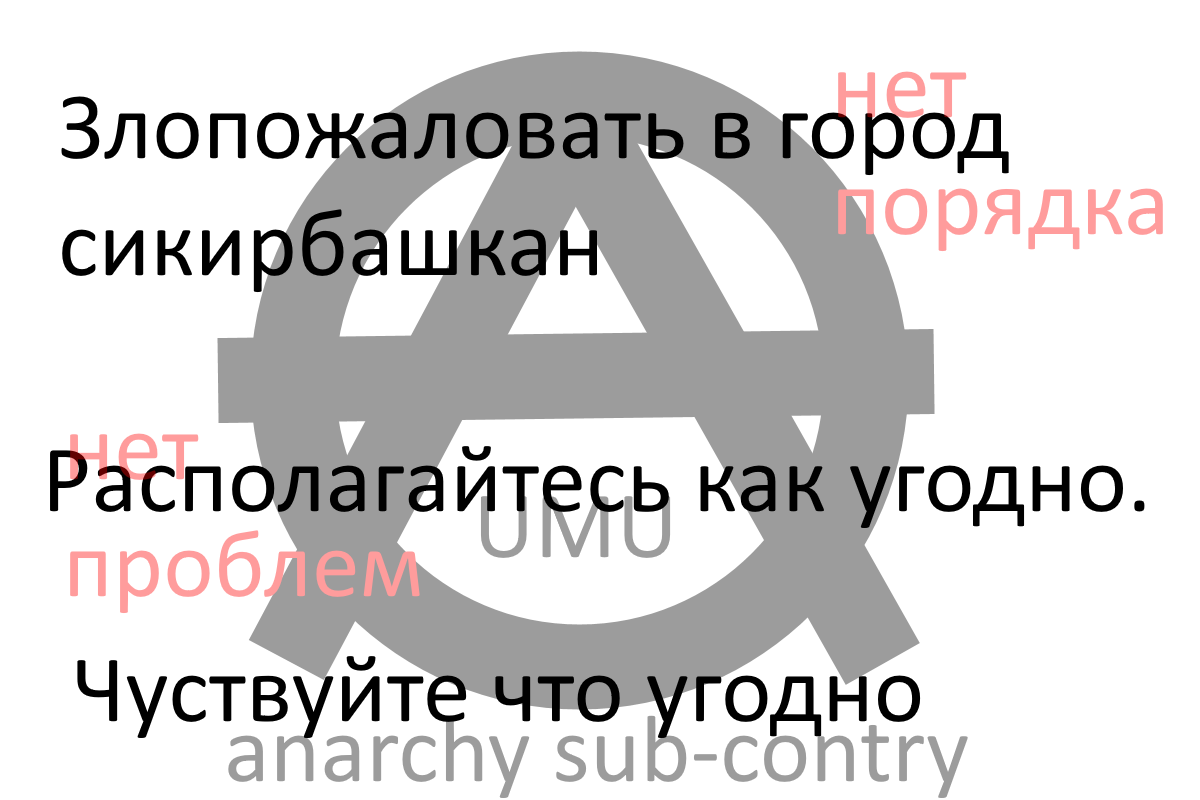 нет
Злопожаловать в город
порядка
сикирбашкан
нет
Располагайтесь как угодно.
UMU
проблем
Чуствуйте что угодно
anarchy sub-contry